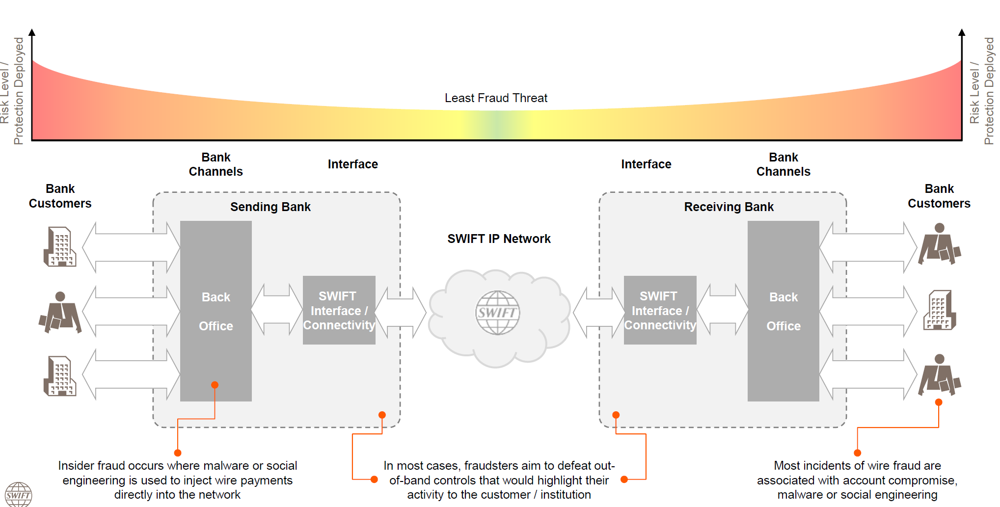 Risk Level /
Protection Deployed
Risk Level /
Protection Deployed
Least Fraud Threat
Bank
Channels
Interface
Interface
Bank
Channels
Bank
Customers
Bank
Customers
Sending Bank
Receiving Bank
SWIFT IP Network
Back
Office
SWIFT
Interface /
Connectivity
SWIFT
SWIFT
Interface /
Connectivity
Back
Office
Insider fraud occurs where malware or social
engineering is used to inject wire payments
directly into the network
In most cases, fraudsters aim to defeat out-
of-band controls that would highlight their
activity to the customer / institution
Most incidents of wire fraud are
associated with account compromise,
malware or social engineering
SWIFT